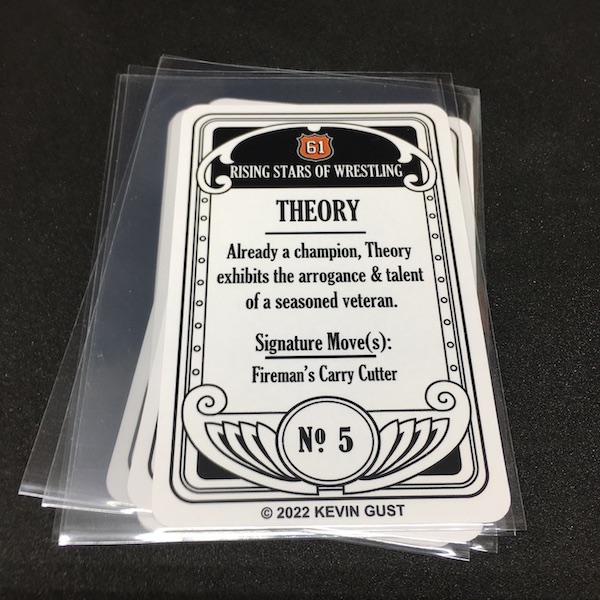 61
RISING STARS OF WRESTLING
THEORY
Already a champion, Theory
exhibits the arrogance & talent
of a seasoned veteran.
Signature Move(s):
Fireman's Carry Cutter
Nº 5
© 2022 KEVIN GUST